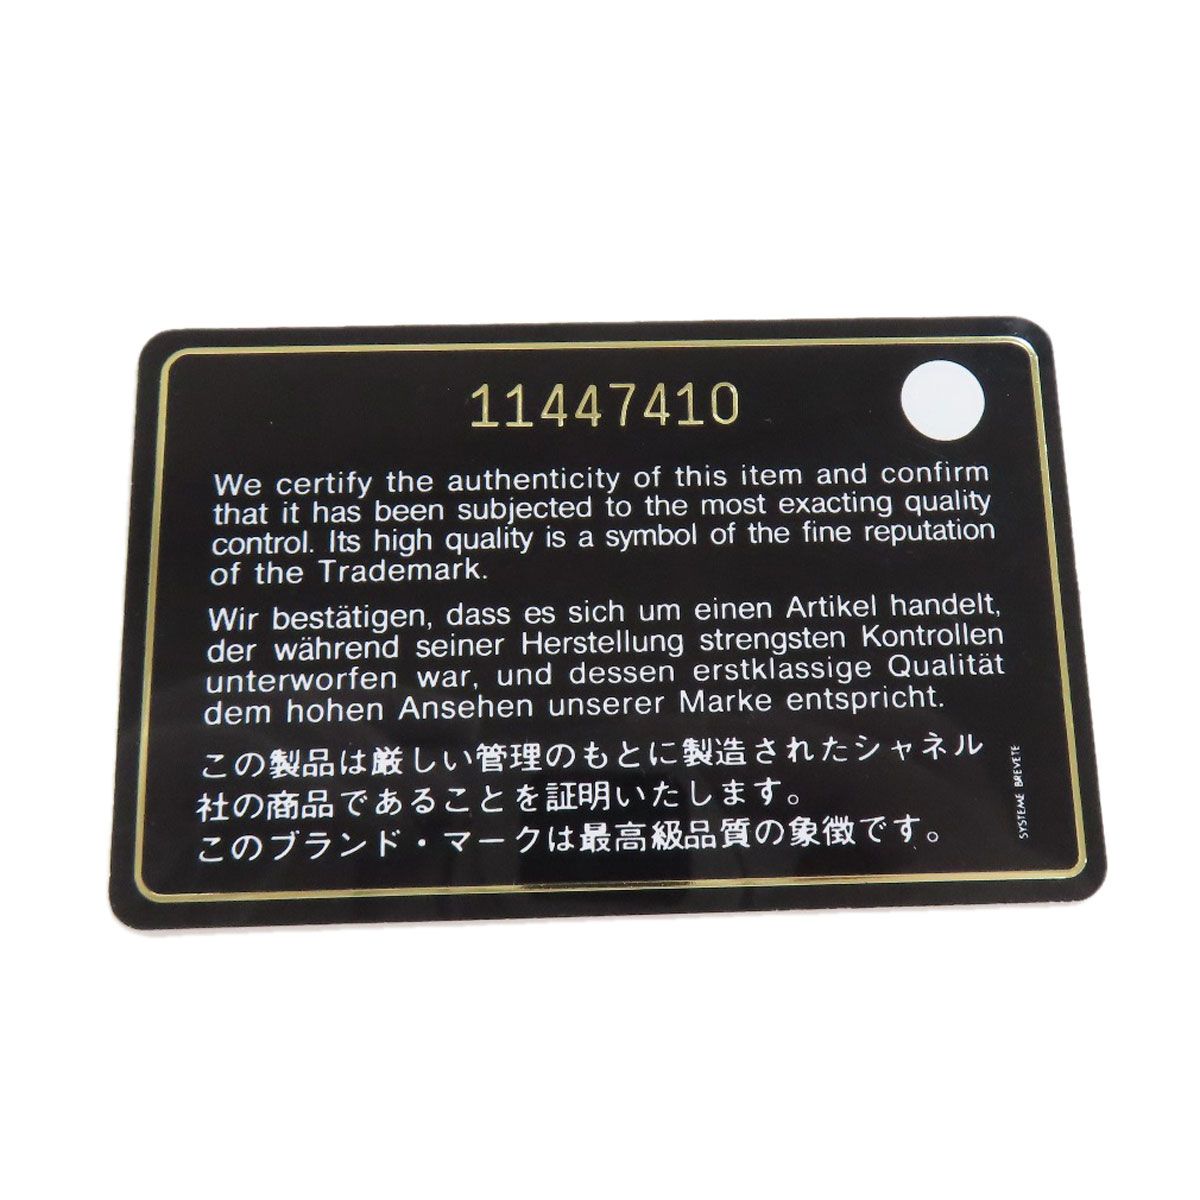 11447410
We certify the authenticity of this item and confirm
that it has been subjected to the most exacting quality
control. Its high quality is a symbol of the fine reputation
of the Trademark.
Wir bestätigen, dass es sich um einen Artikel handelt,
der während seiner Herstellung strengsten Kontrollen
unterworfen war, und dessen erstklassige Qualität
dem hohen Ansehen unserer Marke entspricht.
この製品は厳しい管理のもとに製造されたシャネル
社の商品であることを証明いたします。
このブランド・マークは最高級品質の象徴です。
SYSTEME BREVETE